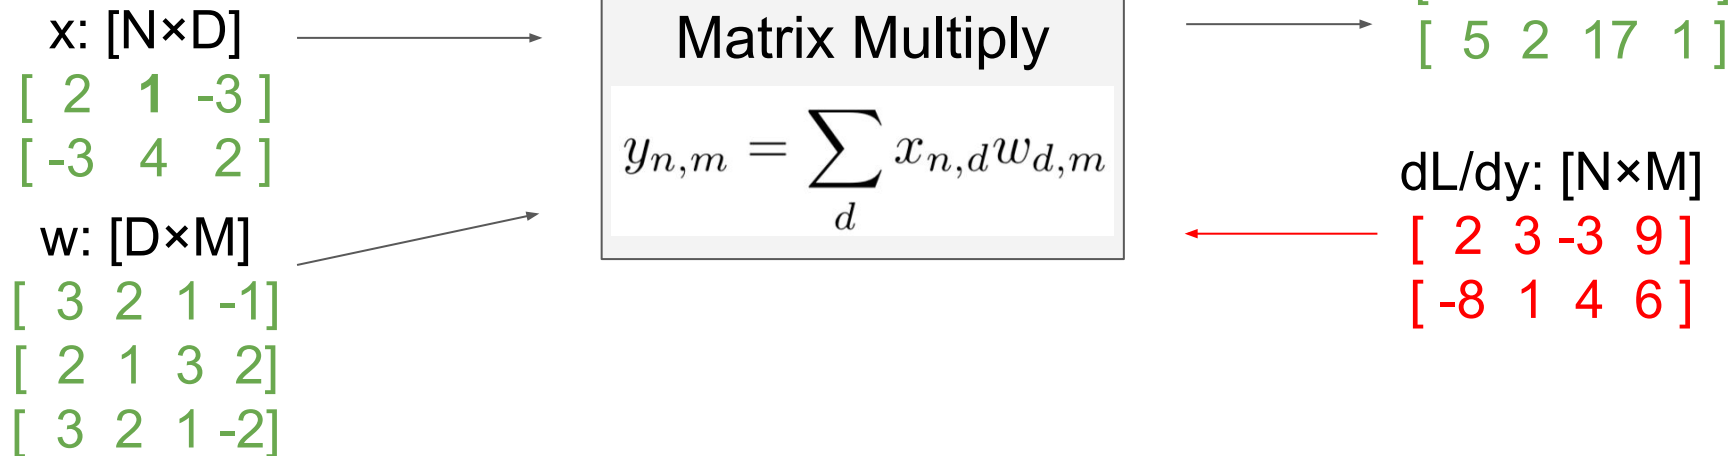 x: [N×D]
[ 2 1 -3 ]
[ -3 4 2 ]
w: [D×M]
[ 3 2 1 -1]
[ 2 1 3 2]
[ 3 2 1 -2]
Matrix Multiply
y_{n,m} = \sum_{d} x_{n,d} w_{d,m}
[ 5 2 17 1 ]
dL/dy: [N×M]
[ 2 3 -3 9 ]
[ -8 1 4 6 ]